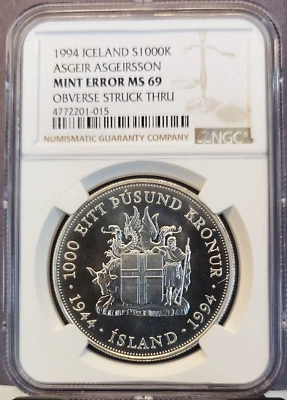 1994 ICELAND S1000K
ASGEIR ASGEIRSSON
MINT ERROR MS 69
OBVERSE STRUCK THRU
4772201-015
NUMISMATIC GUARANTY COMPANY
NGC
· 1000 EITT ÞÚSUND KRÓNUR ·
1944 · ÍSLAND · 1994